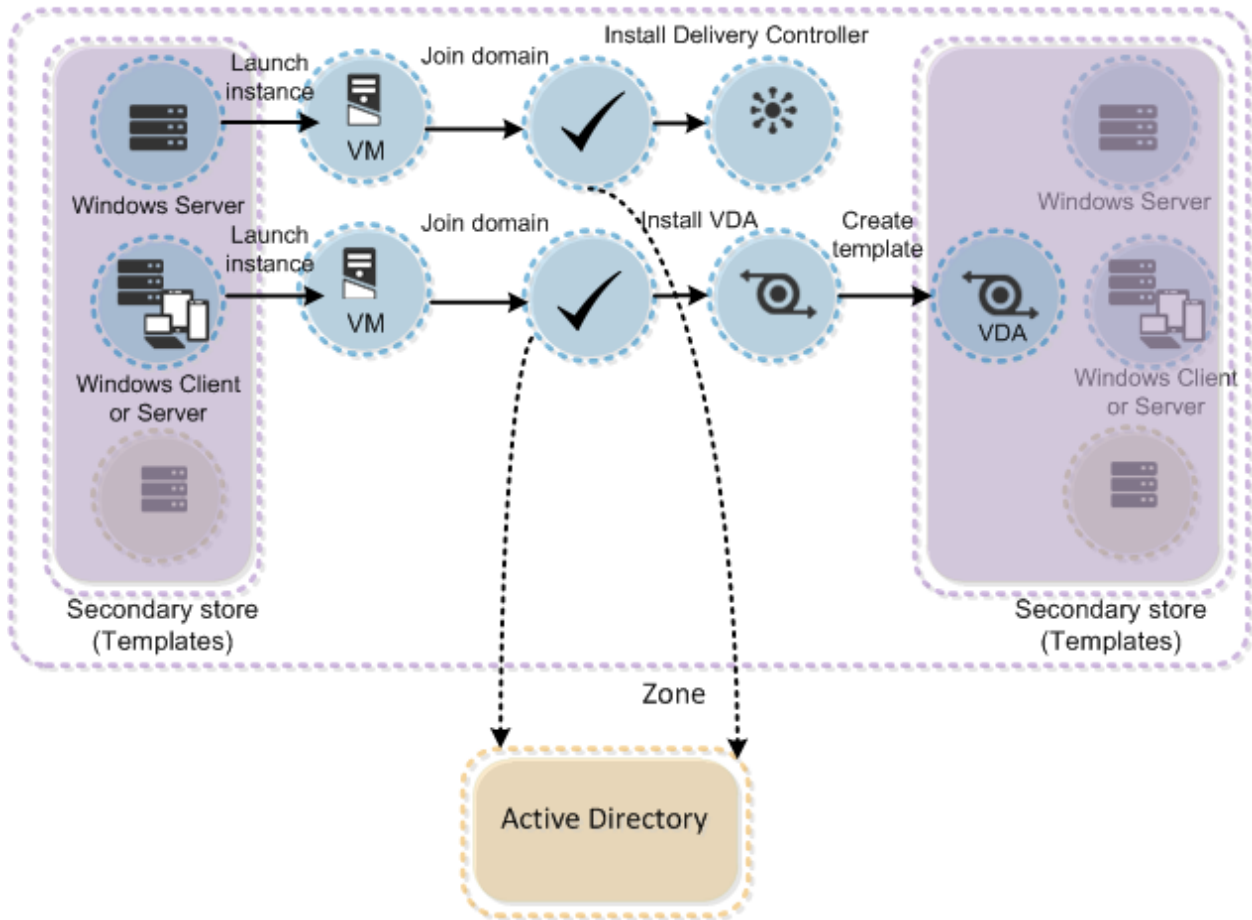 Install Delivery Controller
Launch
instance
Join domain
VM
Windows Server
Windows Server
Launch
instance
Join domain
Install VDA
Create
template
VM
VDA
Windows Client
or Server
Windows Client
or Server
Secondary store
(Templates)
Secondary store
(Templates)
Zone
Active Directory